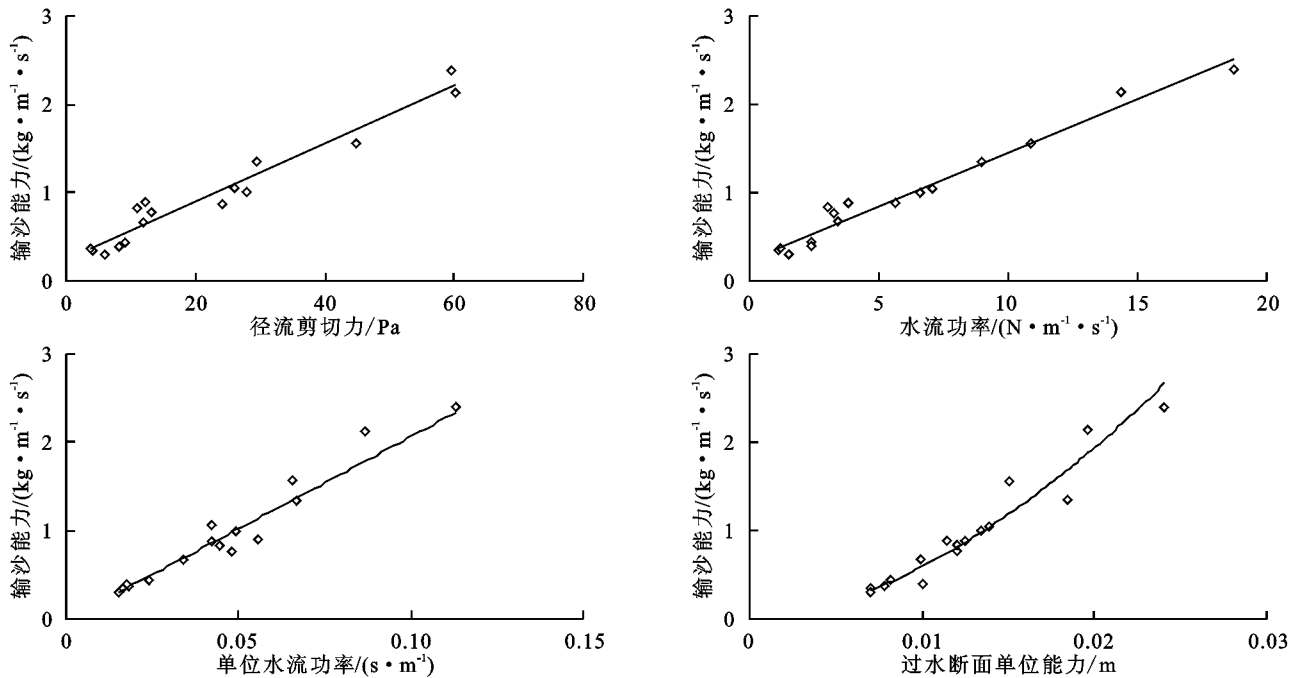 输沙能力/(kg·m⁻¹·s⁻¹)
3
2
1
0
0 20 40 60 80
径流剪切力/Pa
输沙能力/(kg·m⁻¹·s⁻¹)
3
2
1
0
0 5 10 15 20
水流功率/(N·m⁻¹·s⁻¹)
输沙能力/(kg·m⁻¹·s⁻¹)
3
2
1
0
0 0.05 0.10 0.15
单位水流功率/(s·m⁻¹)
输沙能力/(kg·m⁻¹·s⁻¹)
3
2
1
0
0 0.01 0.02 0.03
过水断面单位能力/m